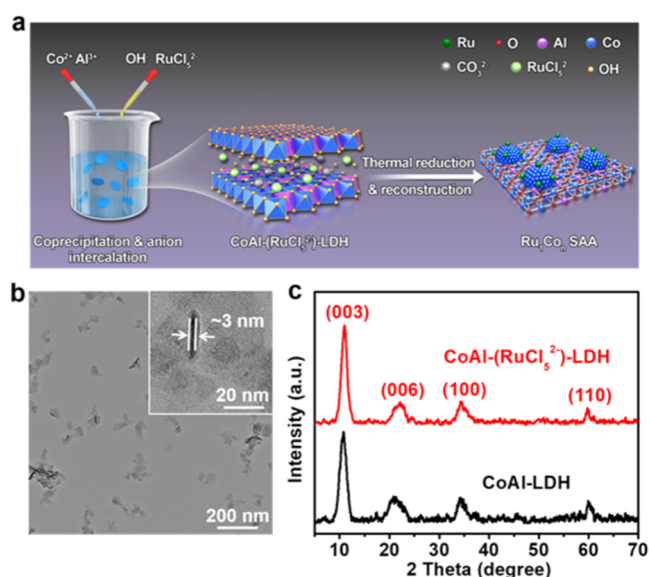 a
Co²⁺ Al³⁺ OH RuCl₅²⁻
Ru O Al Co
CO₃²⁻ RuCl₅²⁻ OH
Thermal reduction
& reconstruction
Coprecipitation & anion
intercalation
CoAl-(RuCl₅²⁻)-LDH
Ru₁Coₙ SAA
b
~3 nm
20 nm
200 nm
c
(003)
CoAl-(RuCl₅²⁻)-LDH
(006) (100) (110)
CoAl-LDH
Intensity (a.u.)
10 20 30 40 50 60 70
2 Theta (degree)